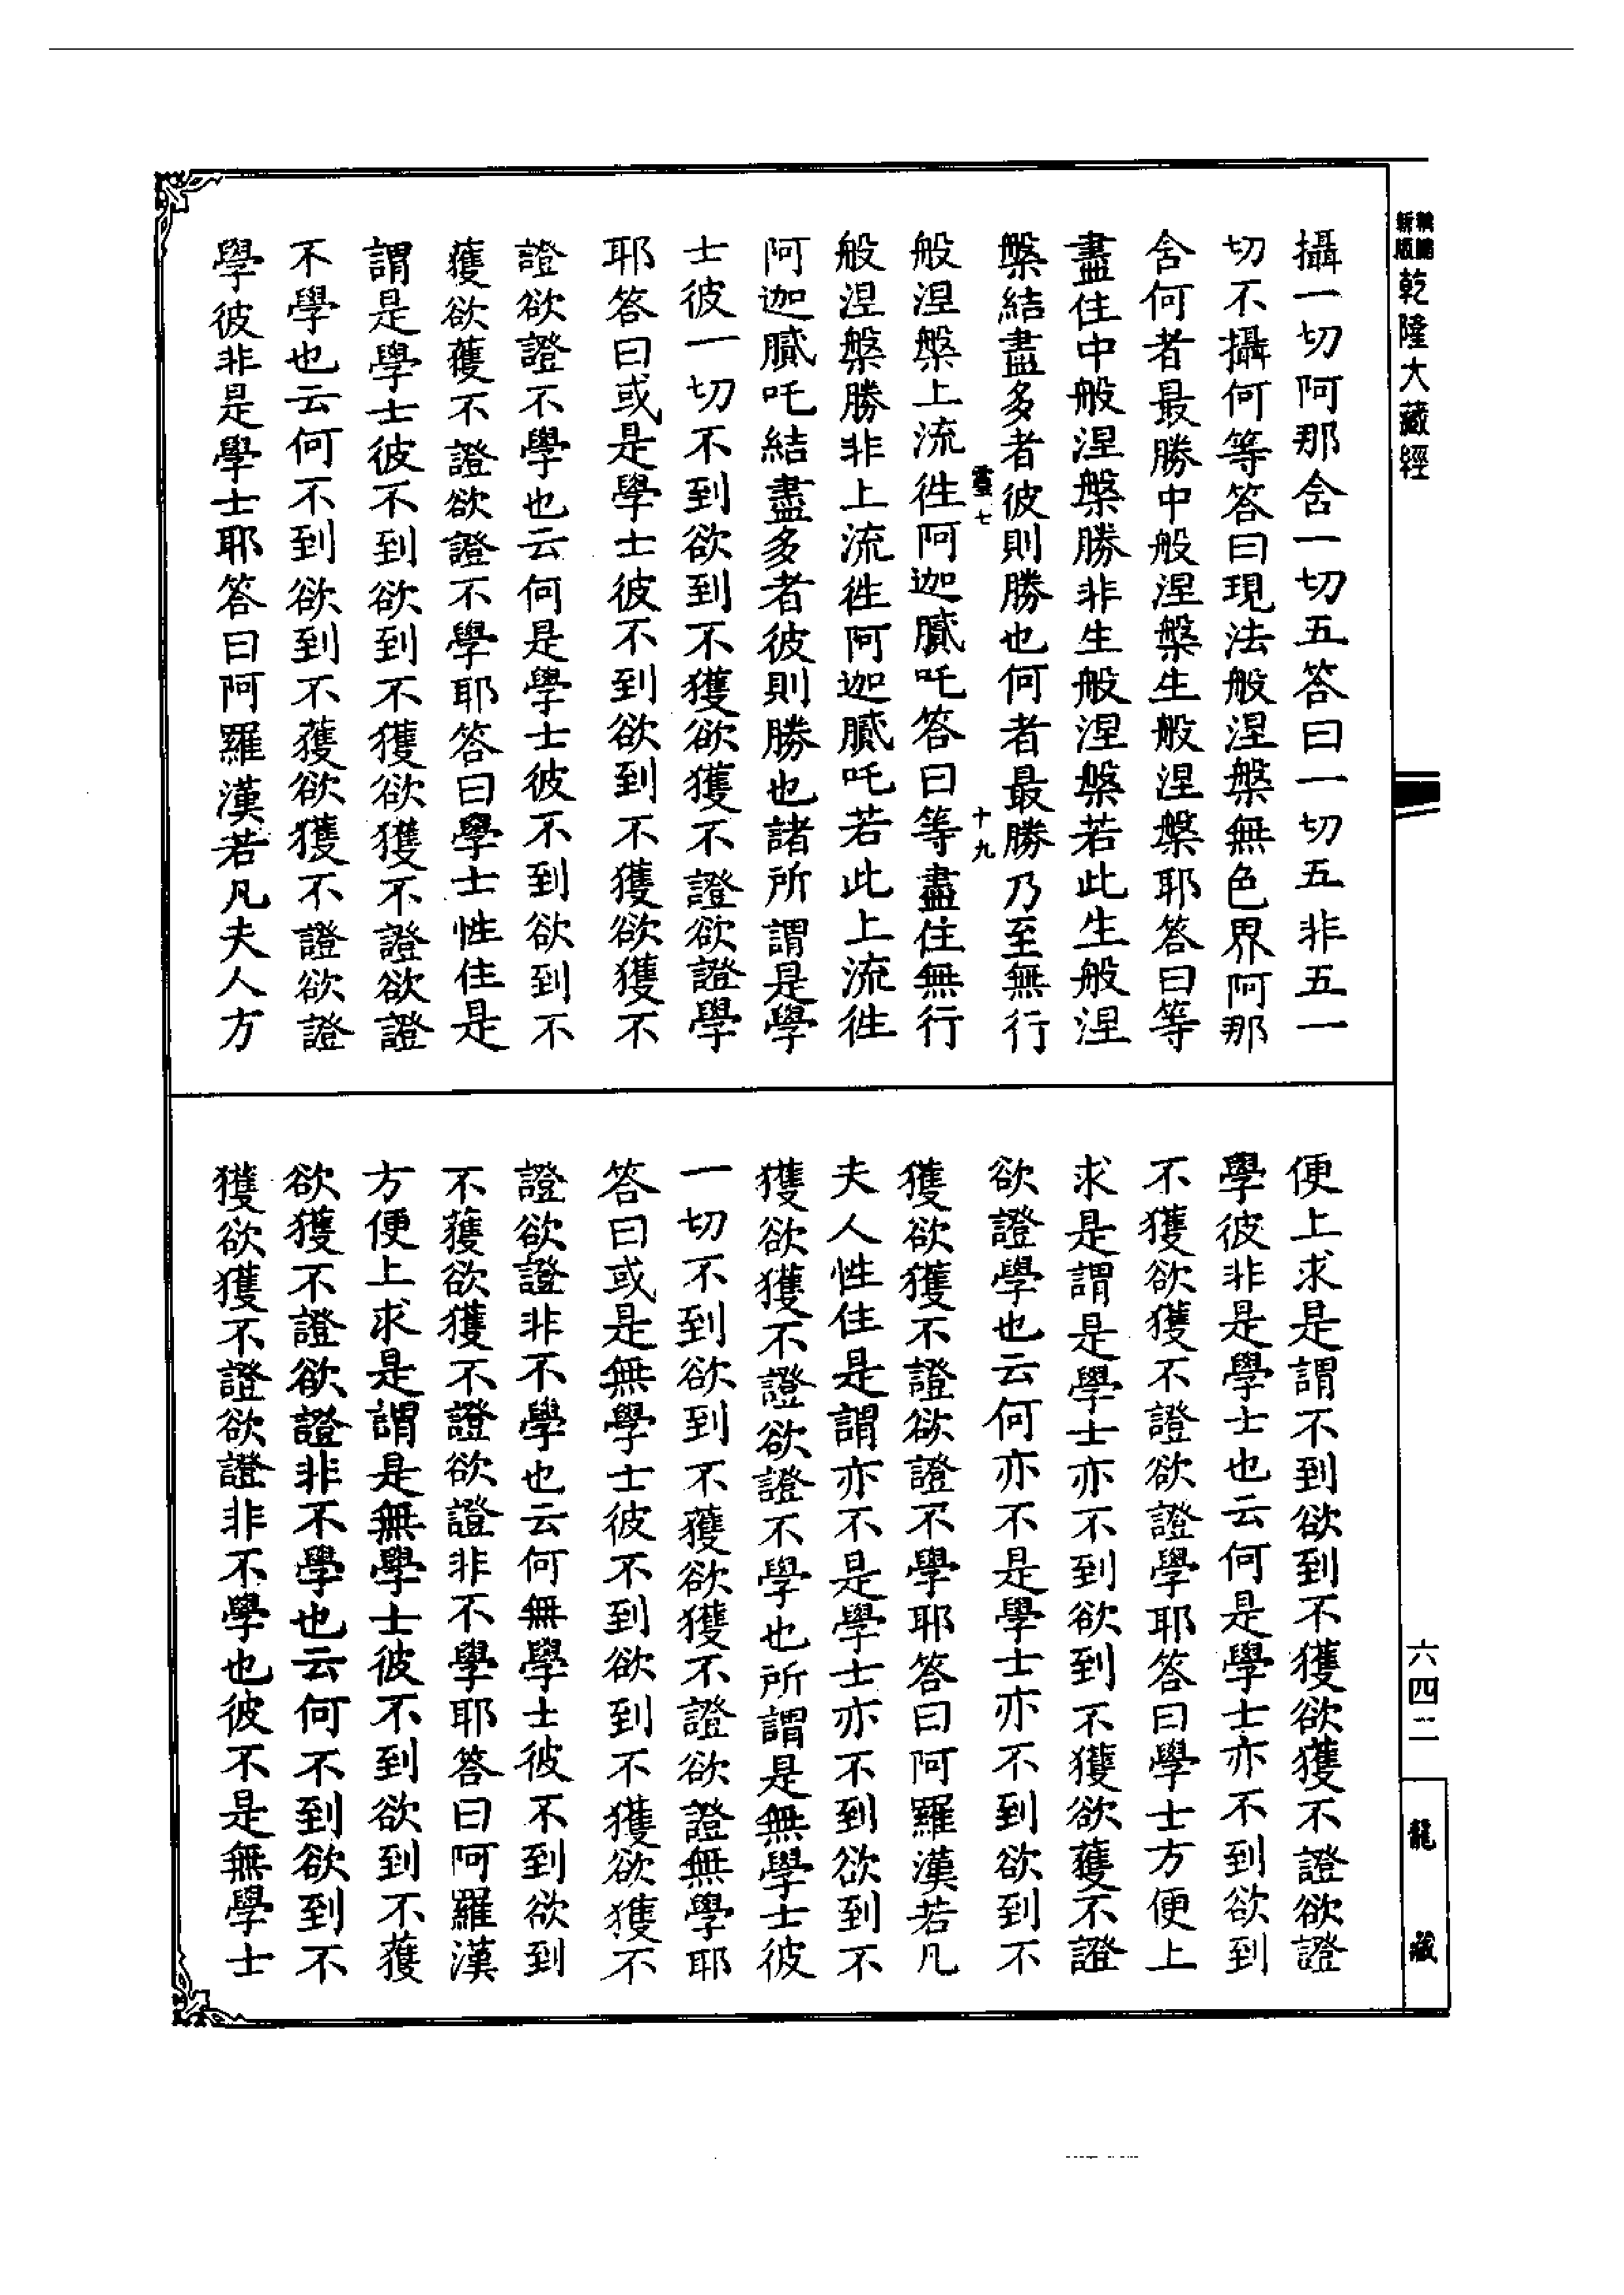 新版精縮乾隆大藏經
攝一切阿那含一切五答曰一切五非五一
切不攝何等答曰現法般涅槃無色界阿那
含何者最勝中般涅槃生般涅槃耶答曰等
盡住中般涅槃勝非生般涅槃若此生般涅
槃結盡多者彼則勝也何者最勝乃至無行
靈七 十九
般涅槃上流徃阿迦膩吒答曰等盡住無行
般涅槃勝非上流徃阿迦膩吒若此上流徃
阿迦膩吒結盡多者彼則勝也諸所謂是學
士彼一切不到欲到不獲欲獲不證欲證學
耶答曰或是學士彼不到欲到不獲欲獲不
證欲證不學也云何是學士彼不到欲到不
獲欲獲不證欲證不學耶答曰學士性住是
謂是學士彼不到欲到不獲欲獲不證欲證
不學也云何不到欲到不獲欲獲不證欲證
學彼非是學士耶答曰阿羅漢若凡夫人方
便上求是謂不到欲到不獲欲獲不證欲證
學彼非是學士也云何是學士亦不到欲到
不獲欲獲不證欲證學耶答曰學士方便上
求是謂是學士亦不到欲到不獲欲獲不證
欲證學也云何亦不是學士亦不到欲到不
獲欲獲不證欲證不學耶答曰阿羅漢若凡
夫人性住是謂亦不是學士亦不到欲到不
獲欲獲不證欲證不學也所謂是無學士彼
一切不到欲到不獲欲獲不證欲證無學耶
答曰或是無學士彼不到欲到不獲欲獲不
證欲證非不學也云何無學士彼不到欲到
不獲欲獲不證欲證非不學耶答曰阿羅漢
方便上求是謂是無學士彼不到欲到不獲
欲獲不證欲證非不學也云何不到欲到不
獲欲獲不證欲證非不學也彼不是無學士
六四二
龍藏